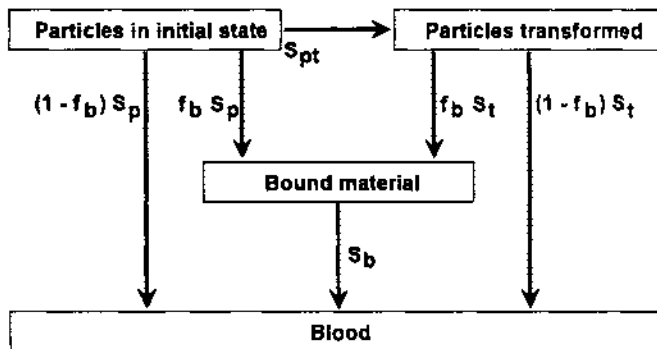 Particles in initial state
Particles transformed
Spt
(1 - fb) Sp
fb Sp
fb St
(1 - fb) St
Bound material
Sb
Blood